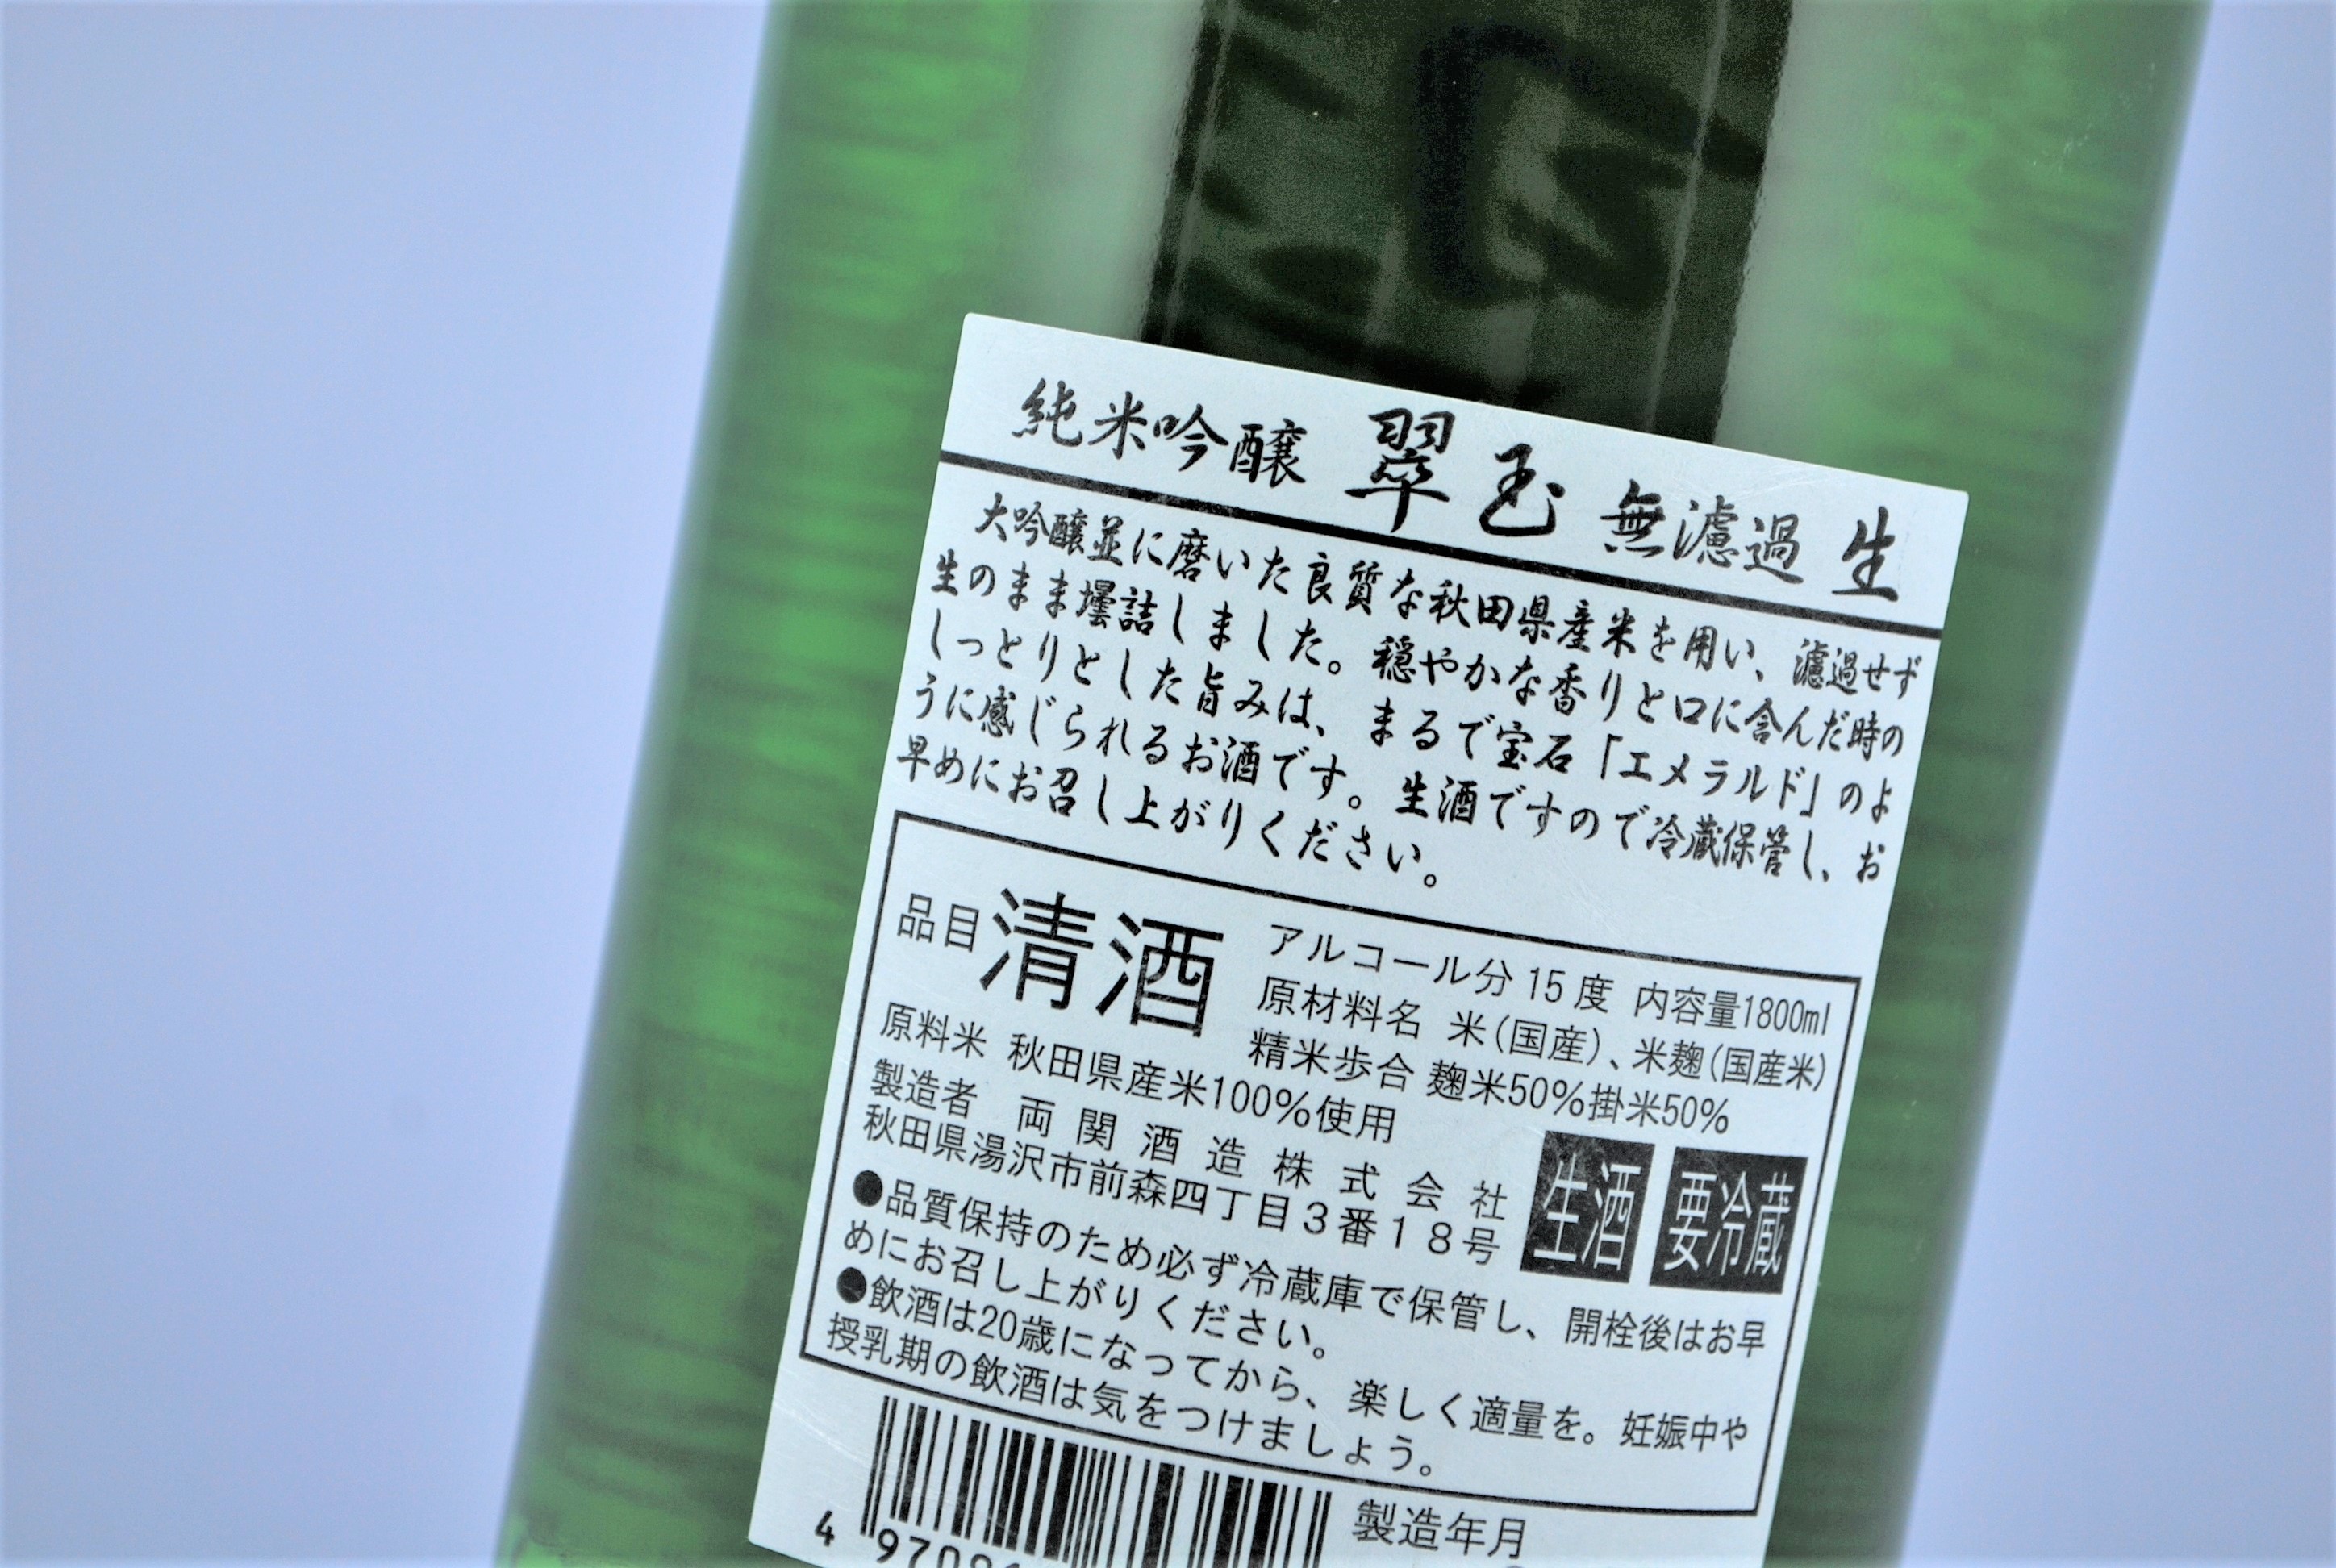 純米吟醸 翠玉 無濾過 生
大吟醸並に磨いた良質な秋田県産米を用い、濾過せず
生のまま壜詰しました。穏やかな香りと口に含んだ時の
しっとりとした旨みは、まるで宝石「エメラルド」のよ
うに感じられるお酒です。生酒ですので冷蔵保管し、お
早めにお召し上がりください。
品目 清酒
アルコール分 15 度 内容量1800ml
原材料名 米(国産)、米麹(国産米)
精米歩合 麹米50%掛米50%
原料米 秋田県産米100%使用
製造者 両関酒造株式会社
秋田県湯沢市前森四丁目3番18号
生酒 要冷蔵
●品質保持のため必ず冷蔵庫で保管し、開栓後はお早
めにお召し上がりください。
●飲酒は20歳になってから、楽しく適量を。妊娠中や
授乳期の飲酒は気をつけましょう。
製造年月